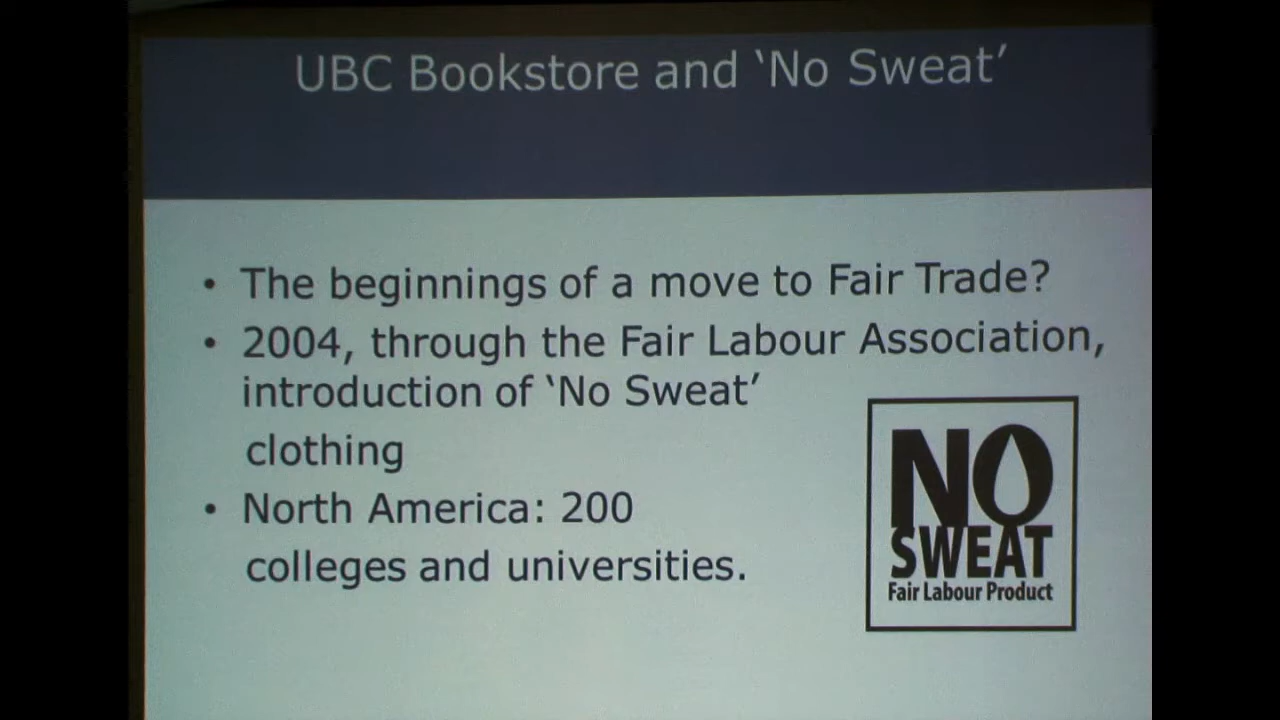 UBC Bookstore and ‘No Sweat’
• The beginnings of a move to Fair Trade?
• 2004, through the Fair Labour Association,
introduction of ‘No Sweat’
clothing
• North America: 200
colleges and universities.
NO
SWEAT
Fair Labour Product